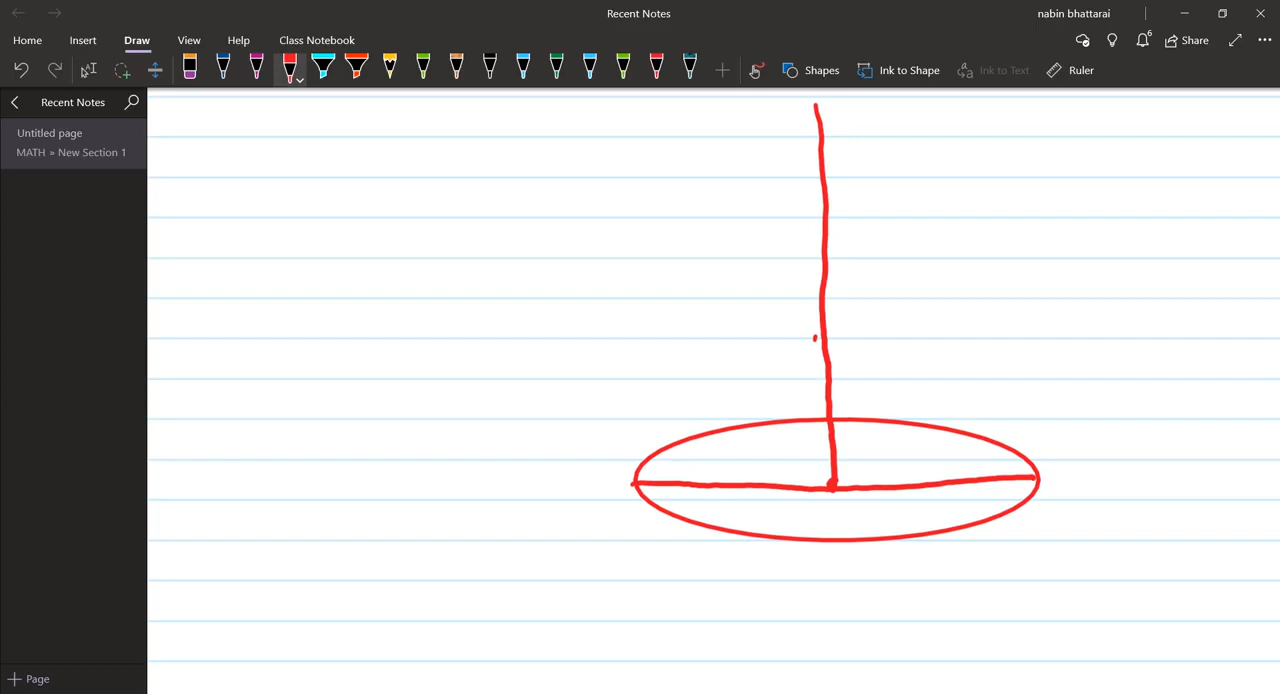 Recent Notes
nabin bhattarai
Home Insert Draw View Help Class Notebook
6
Share
Shapes
Ink to Shape
Ink to Text
Ruler
Recent Notes
Untitled page
MATH » New Section 1
Page